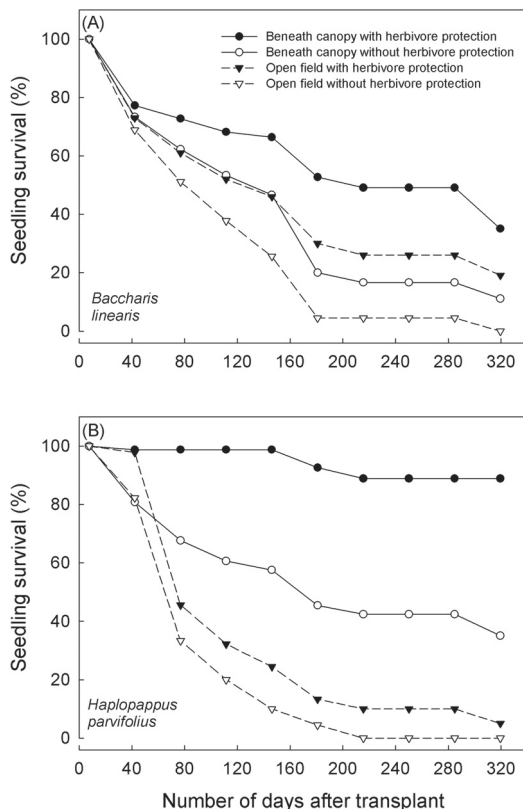 (A)
Beneath canopy with herbivore protection
Beneath canopy without herbivore protection
Open field with herbivore protection
Open field without herbivore protection
Seedling survival (%)
100
80
60
40
20
0
Baccharis
linearis
0 40 80 120 160 200 240 280 320
(B)
Seedling survival (%)
100
80
60
40
20
0
Haplopappus
parvifolius
0 40 80 120 160 200 240 280 320
Number of days after transplant